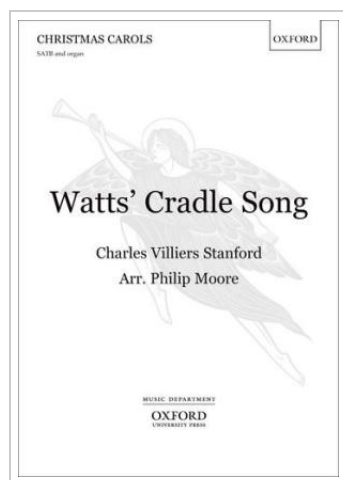 CHRISTMAS CAROLS
OXFORD
SATB and organ
Watts' Cradle Song
Charles Villiers Stanford
Arr. Philip Moore
MUSIC DEPARTMENT
OXFORD
UNIVERSITY PRESS